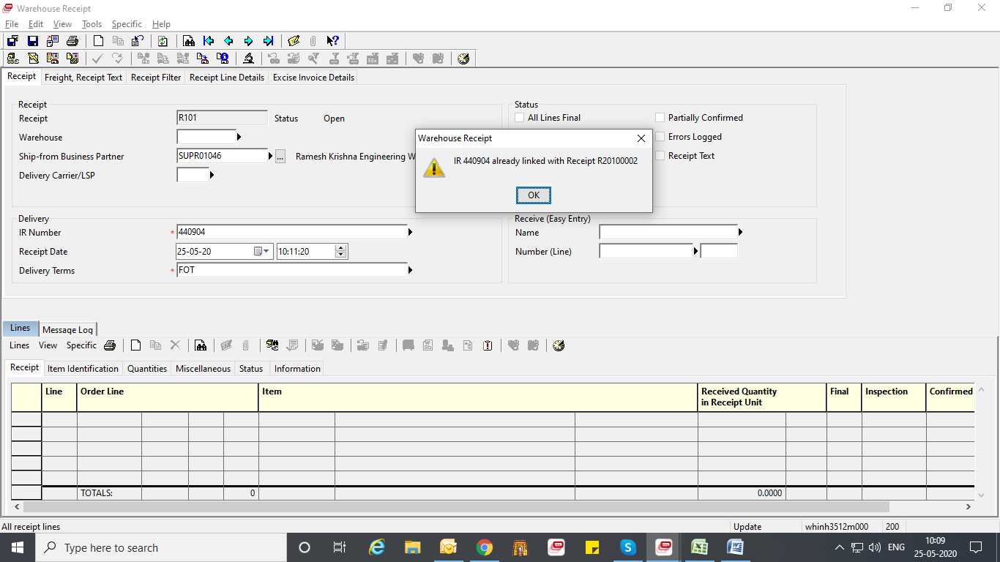 Warehouse Receipt
File Edit View Tools Specific Help
Receipt Freight, Receipt Text Receipt Filter Receipt Line Details Excise Invoice Details
Receipt
Receipt R101 Status Open
Warehouse
Ship-from Business Partner SUPR01046 ... Ramesh Krishna Engineering W
Delivery Carrier/LSP
Status
All Lines Final Partially Confirmed
Errors Logged
Receipt Text
Warehouse Receipt
IR 440904 already linked with Receipt R20100002
OK
Delivery
IR Number * 440904
Receipt Date 25-05-20 10:11:20
Delivery Terms * FOT
Receive (Easy Entry)
Name
Number (Line)
Lines Message Log
Lines View Specific
Receipt Item Identification Quantities Miscellaneous Status Information
Line Order Line Item Received Quantity in Receipt Unit Final Inspection Confirmed
TOTALS: 0 0.0000
All receipt lines Update whinh3512m000 200
Type here to search ENG 10:09
25-05-2020